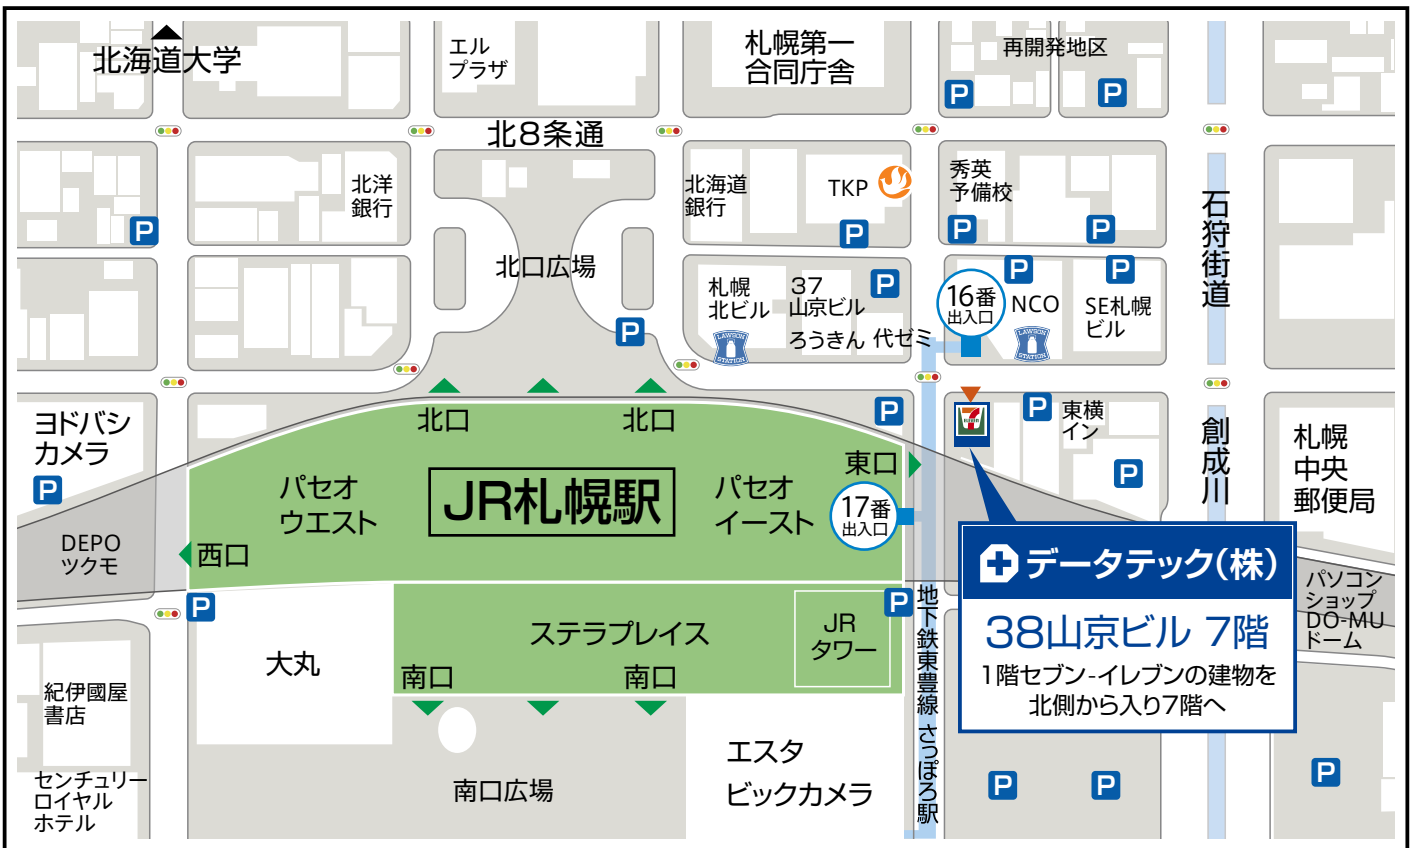 北海道大学
エル
プラザ
札幌第一
合同庁舎
再開発地区
P
P
北8条通
北洋
銀行
北海道
銀行
TKP
秀英
予備校
P
P
P
P
石狩街道
北口広場
札幌
北ビル
37
山京ビル
ろうきん
代ゼミ
P
P
16番
出入口
P
NCO
P
SE札幌
ビル
LAWSON
STATION
LAWSON
STATION
ヨドバシ
カメラ
P
北口
北口
P
東口
7
ELEVEN
P
東横
イン
P
創成川
札幌
中央
郵便局
パセオ
ウエスト
JR札幌駅
パセオ
イースト
17番
出入口
DEPO
ツクモ
西口
P
データテック(株)
38山京ビル 7階
1階セブン-イレブンの建物を
北側から入り7階へ
パソコン
ショップ
DO-MU
ドーム
大丸
ステラプレイス
南口
南口
JR
タワー
P
地下鉄東豊線 さっぽろ駅
紀伊國屋
書店
センチュリー
ロイヤル
ホテル
南口広場
エスタ
ビックカメラ
P
P
P